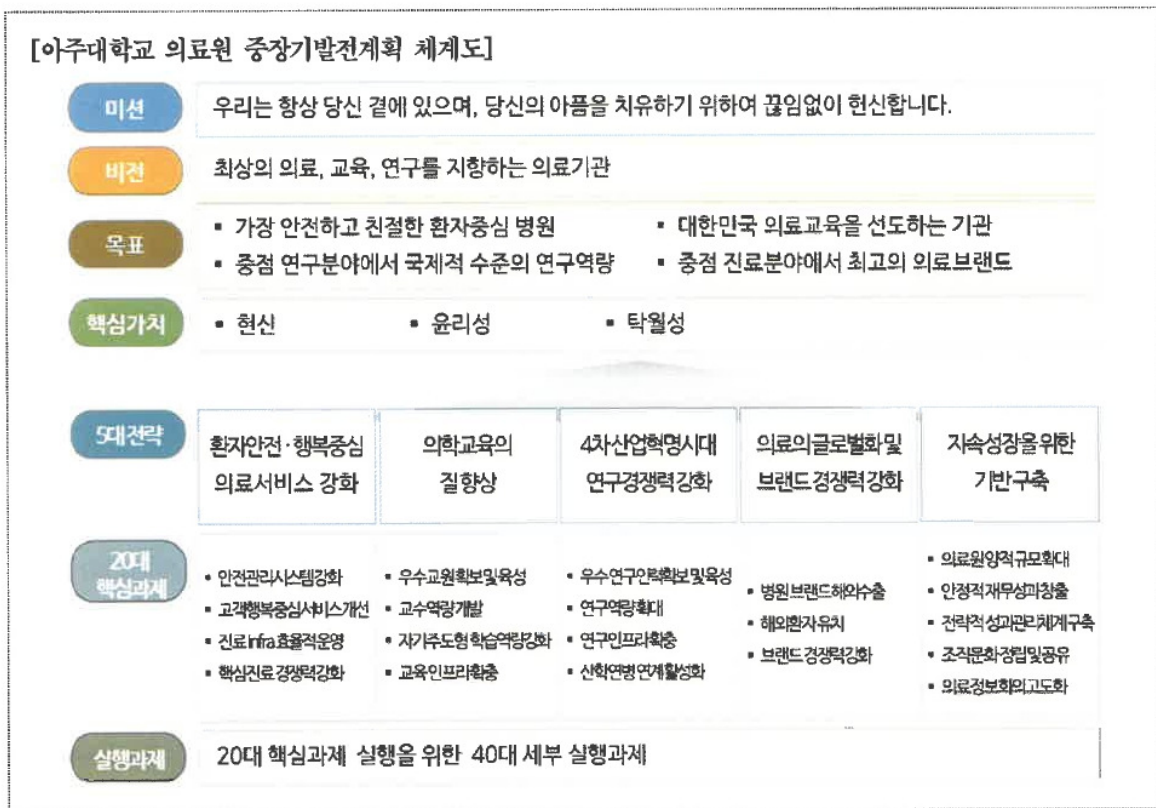 [아주대학교 의료원 중장기발전계획 체계도]
미션
우리는 항상 당신 곁에 있으며, 당신의 아픔을 치유하기 위하여 끊임없이 헌신합니다.
비전
최상의 의료, 교육, 연구를 지향하는 의료기관
목표
▪ 가장 안전하고 친절한 환자중심 병원
▪ 대한민국 의료교육을 선도하는 기관
▪ 중점 연구분야에서 국제적 수준의 연구역량
▪ 중점 진료분야에서 최고의 의료브랜드
핵심가치
▪ 헌신
▪ 윤리성
▪ 탁월성
5대전략
환자안전·행복중심
의료서비스 강화
의학교육의
질향상
4차산업혁명시대
연구경쟁력강화
의료의글로벌화및
브랜드경쟁력강화
지속성장을위한
기반구축
20대
핵심과제
▪ 안전관리시스템강화
▪ 고객행복중심서비스개선
▪ 진료infra효율적운영
▪ 핵심진료경쟁력강화
▪ 우수교원확보및육성
▪ 교수역량개발
▪ 자기주도형학습역량강화
▪ 교육인프라확충
▪ 우수연구인력확보및육성
▪ 연구역량확대
▪ 연구인프라확충
▪ 산학연병연계활성화
▪ 병원브랜드해외수출
▪ 해외환자유치
▪ 브랜드경쟁력강화
▪ 의료원양적규모확대
▪ 안정적재무성과창출
▪ 전략적성과관리체계구축
▪ 조직문화정립및공유
▪ 의료정보화의고도화
실행과제
20대 핵심과제 실행을 위한 40대 세부 실행과제